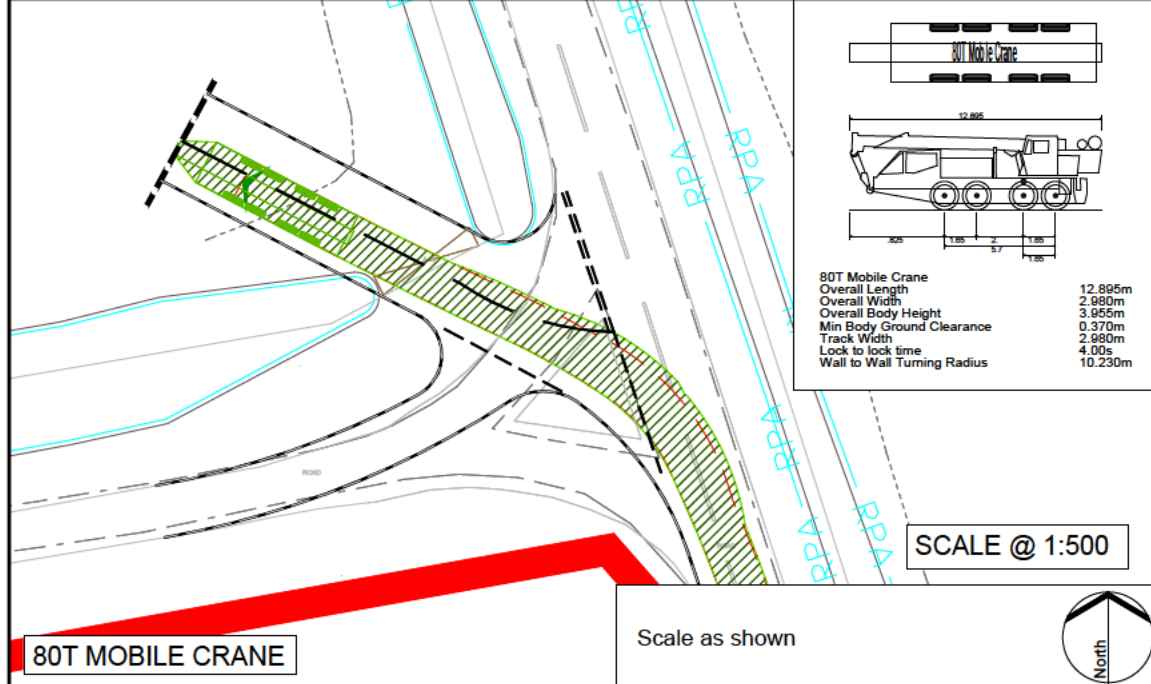 80T Mobile Crane
12.895
.825
1.65
2.
1.65
5.7
1.65
80T Mobile Crane
Overall Length 12.895m
Overall Width 2.980m
Overall Body Height 3.955m
Min Body Ground Clearance 0.370m
Track Width 2.980m
Lock to lock time 4.00s
Wall to Wall Turning Radius 10.230m
RPA
RPA
RPA
RPA
RPA
RPA
ROAD
SCALE @ 1:500
80T MOBILE CRANE
Scale as shown
North